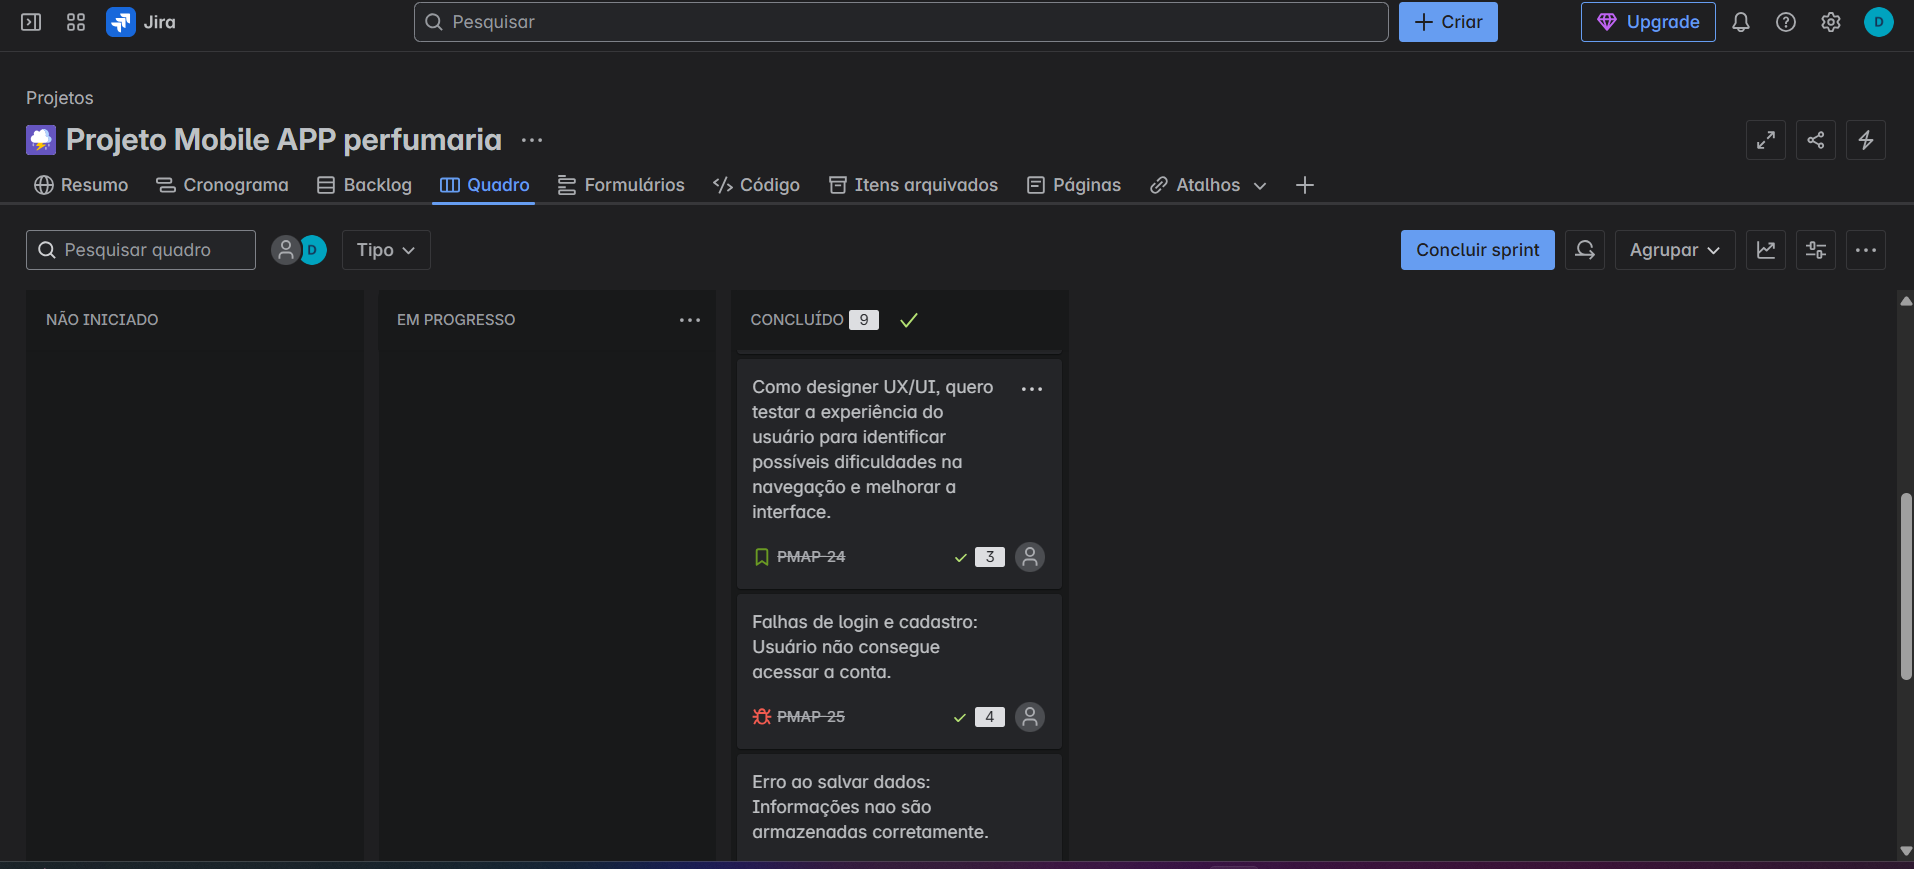 Jira
Pesquisar
Criar
Upgrade
D
Projetos
Projeto Mobile APP perfumaria
Resumo
Cronograma
Backlog
Quadro
Formulários
Código
Itens arquivados
Páginas
Atalhos
Pesquisar quadro
D
Tipo
Concluir sprint
Agrupar
NÃO INICIADO
EM PROGRESSO
CONCLUÍDO 9
Como designer UX/UI, quero
testar a experiência do
usuário para identificar
possíveis dificuldades na
navegação e melhorar a
interface.
PMAP-24
3
Falhas de login e cadastro:
Usuário não consegue
acessar a conta.
PMAP-25
4
Erro ao salvar dados:
Informações nao são
armazenadas corretamente.